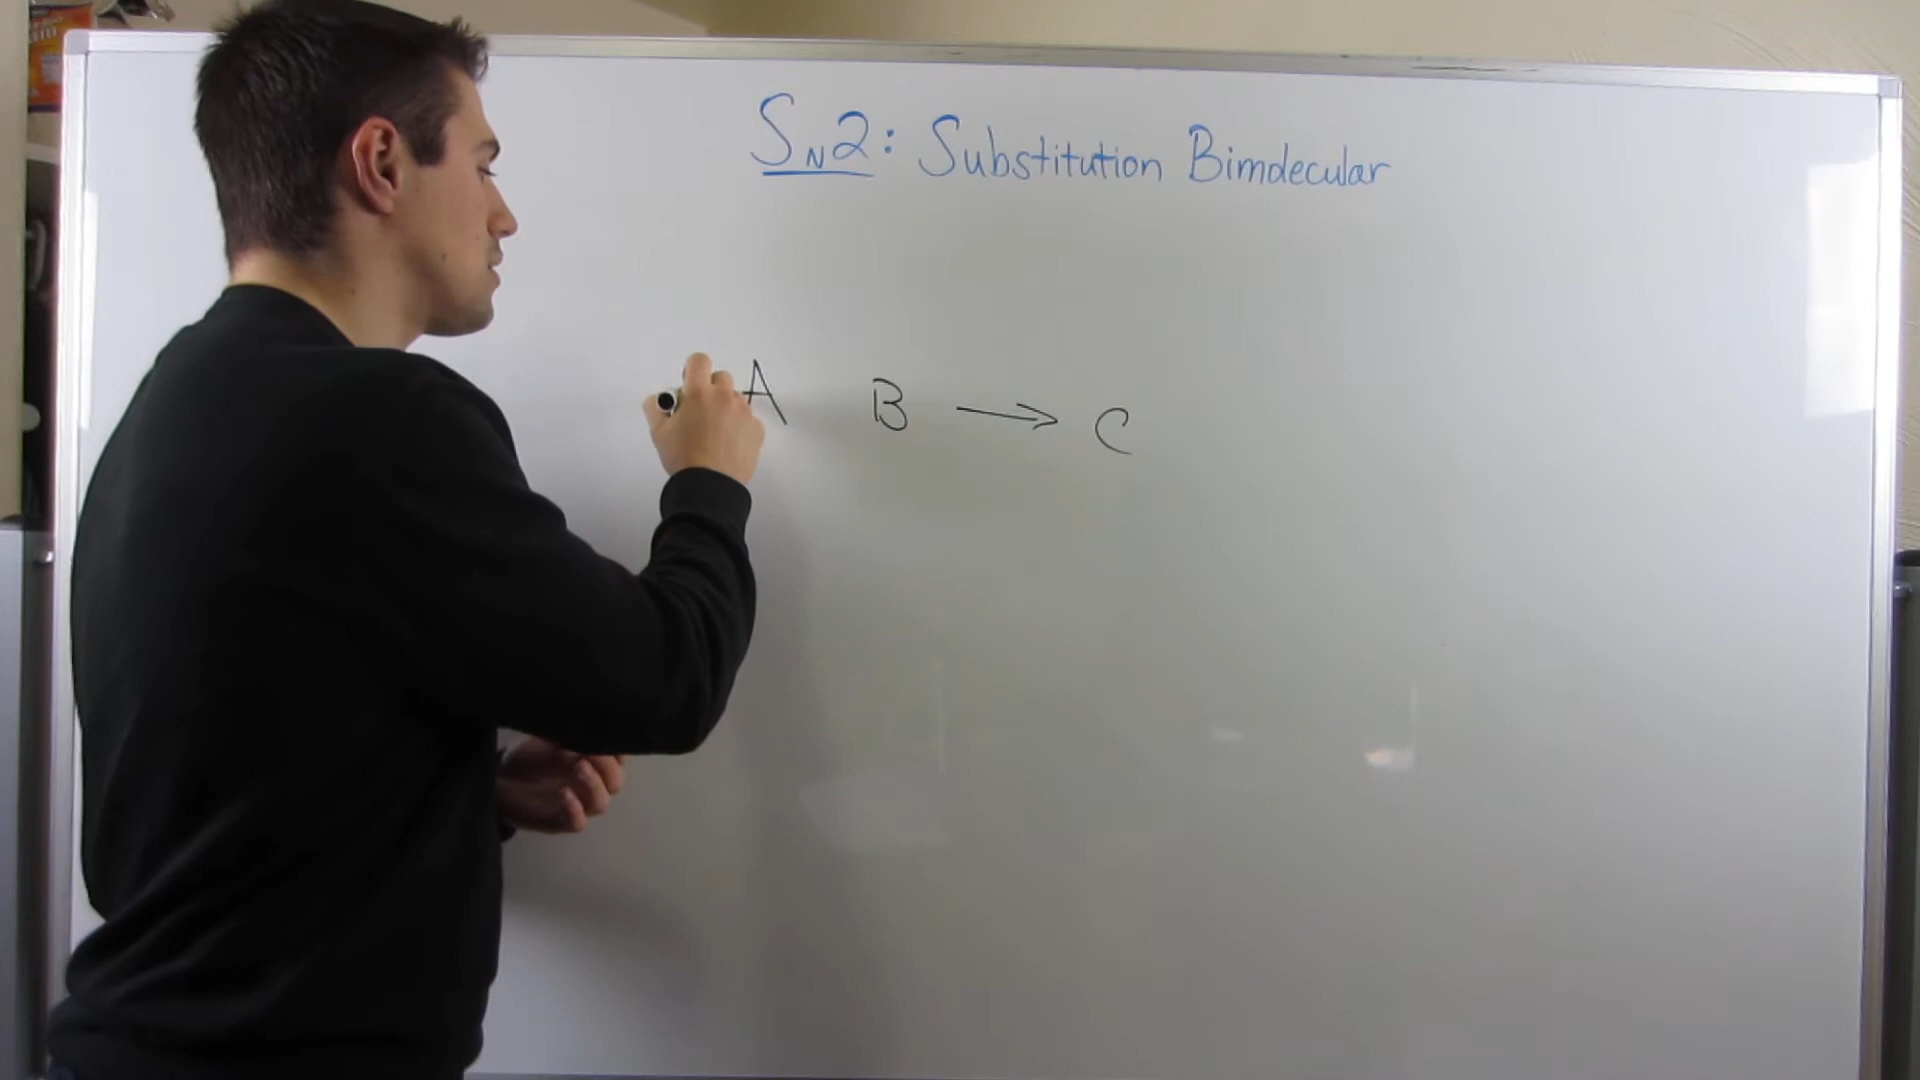 SN2: Substitution Bimolecular
A B → C